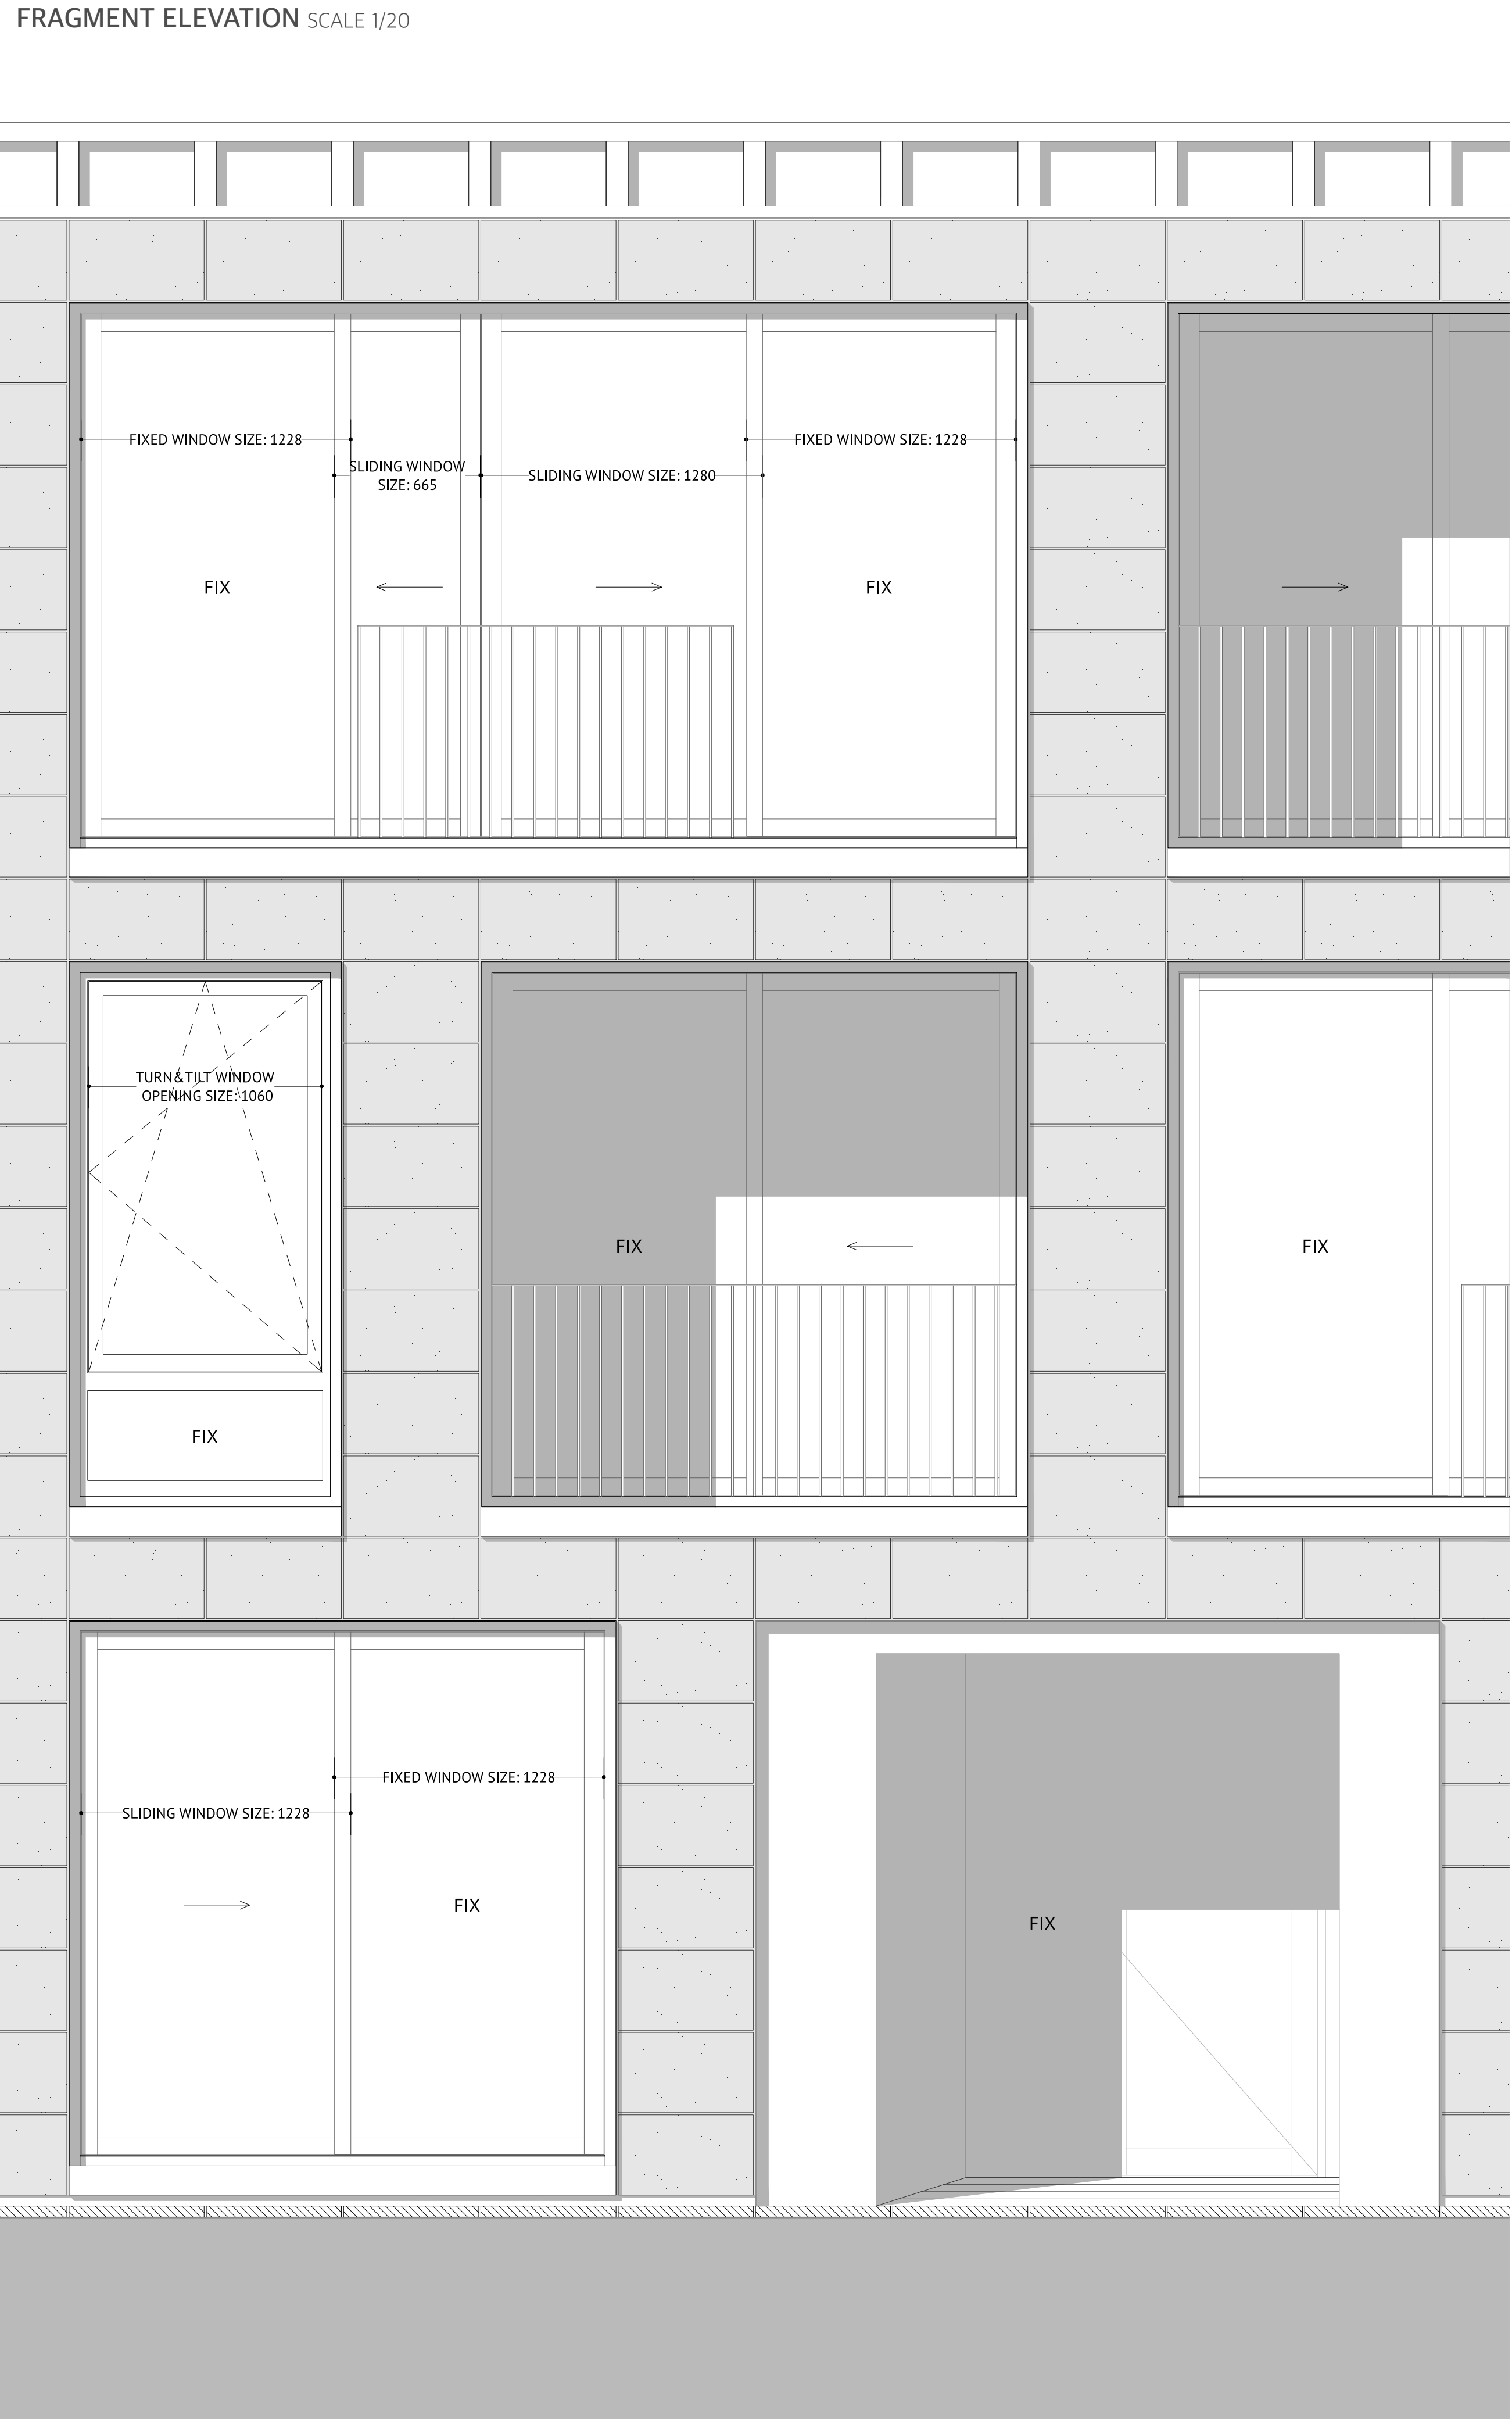 FRAGMENT ELEVATION SCALE 1/20
FIXED WINDOW SIZE: 1228
FIXED WINDOW SIZE: 1228
SLIDING WINDOW
SIZE: 665
SLIDING WINDOW SIZE: 1280
FIX
FIX
TURN&TILT WINDOW
OPENING SIZE: 1060
FIX
FIX
FIX
FIXED WINDOW SIZE: 1228
SLIDING WINDOW SIZE: 1228
FIX
FIX